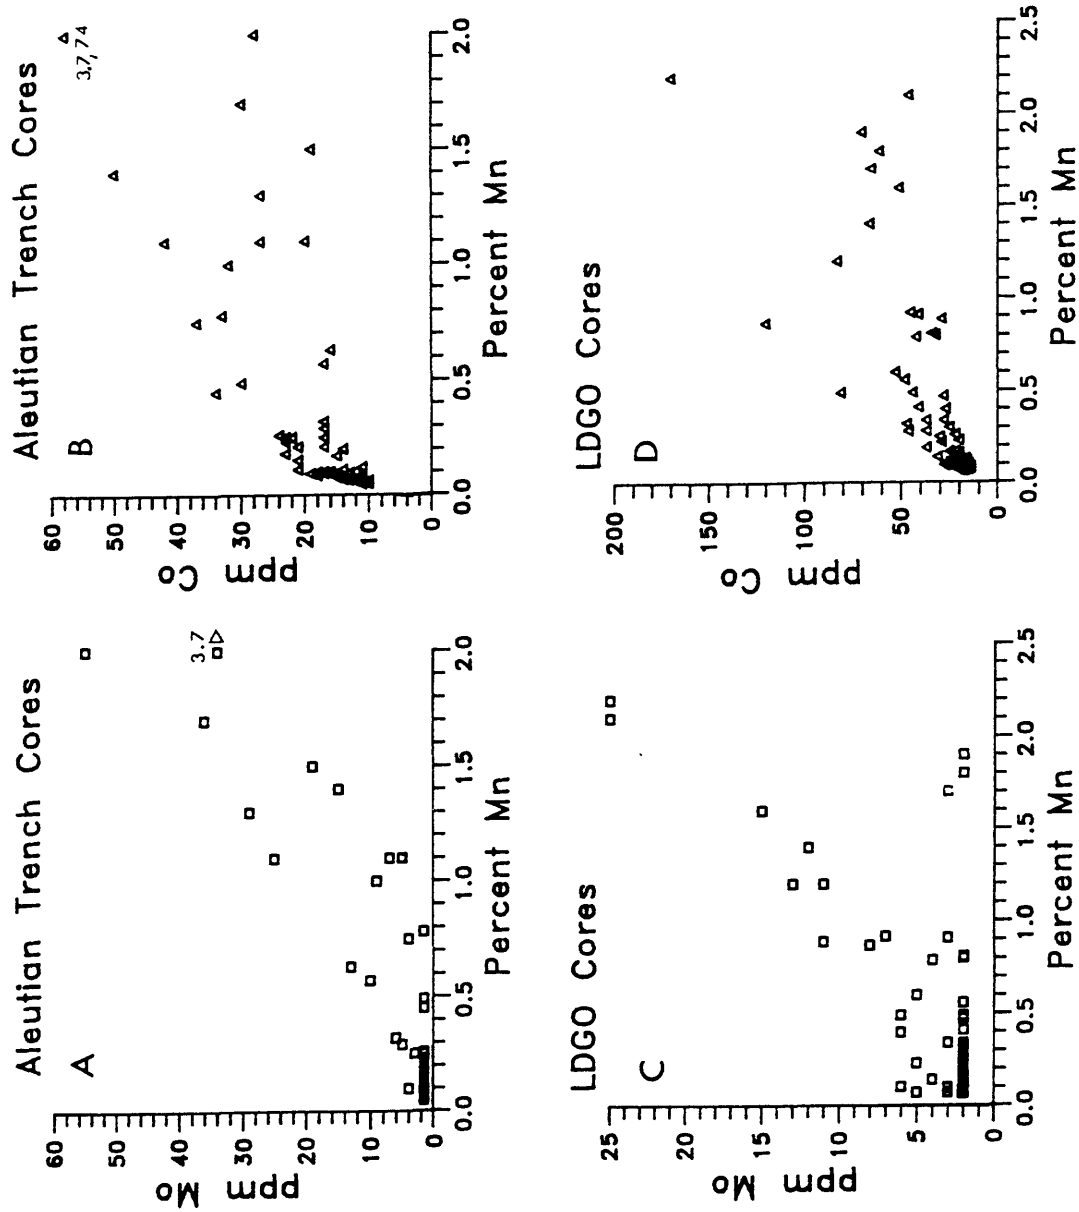 Aleutian Trench Cores
A
60
50
40
30
20
10
0
ppm Mo
3.7
0.0 0.5 1.0 1.5 2.0
Percent Mn
Aleutian Trench Cores
B
60
50
40
30
20
10
0
ppm Co
3.7, 74
0.0 0.5 1.0 1.5 2.0
Percent Mn
LDGO Cores
C
25
20
15
10
5
0
ppm Mo
0.0 0.5 1.0 1.5 2.0 2.5
Percent Mn
LDGO Cores
D
200
150
100
50
0
ppm Co
0.0 0.5 1.0 1.5 2.0 2.5
Percent Mn